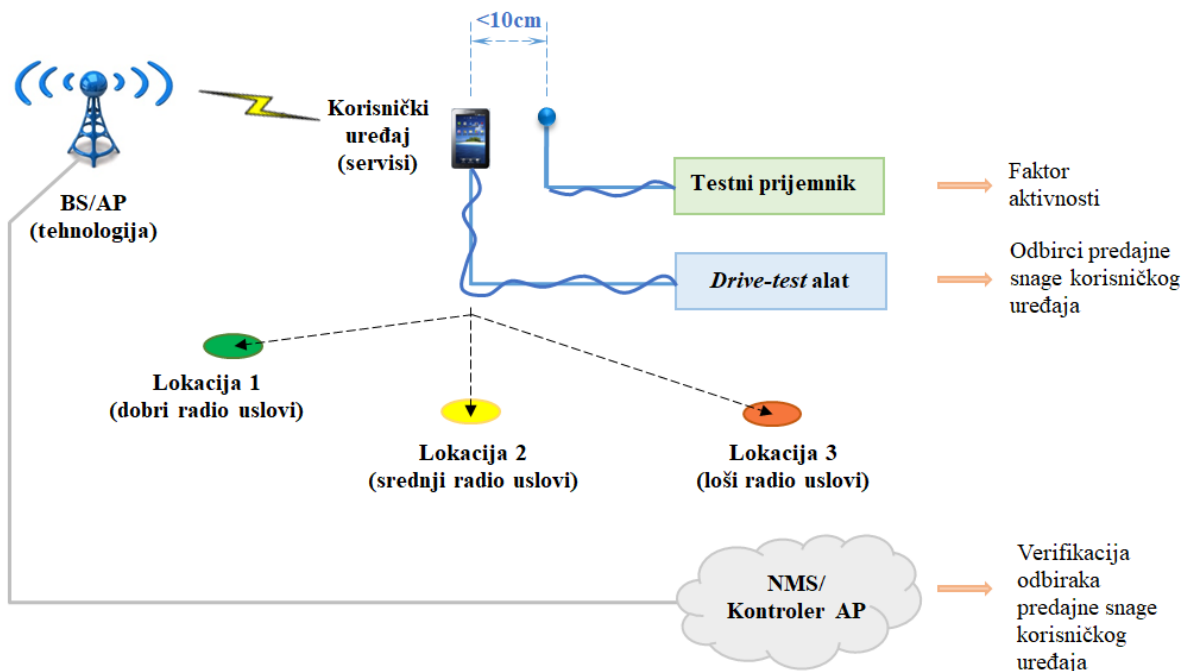 <10cm
Korisnički
uređaj
(servisi)
BS/AP
(tehnologija)
Testni prijemnik
Faktor
aktivnosti
Drive-test alat
Odbirci predajne
snage korisničkog
uređaja
Lokacija 1
(dobri radio uslovi)
Lokacija 2
(srednji radio uslovi)
Lokacija 3
(loši radio uslovi)
NMS/
Kontroler AP
Verifikacija
odbiraka
predajne snage
korisničkog
uređaja